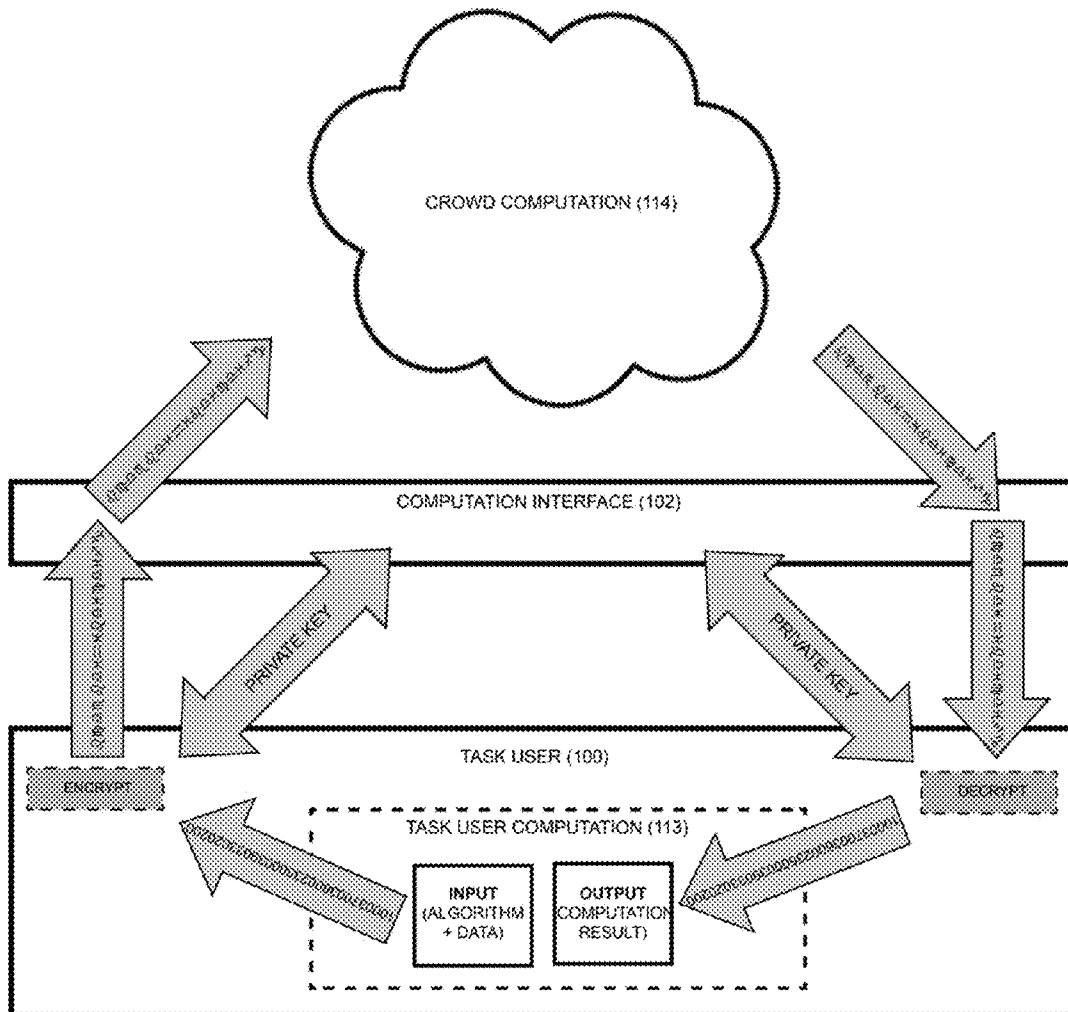 CROWD COMPUTATION (114)
COMPUTATION INTERFACE (102)
PRIVATE KEY
PRIVATE KEY
TASK USER (100)
ENCRYPT
DECRYPT
TASK USER COMPUTATION (113)
INPUT
(ALGORITHM
+ DATA)
OUTPUT
(COMPUTATION
RESULT)